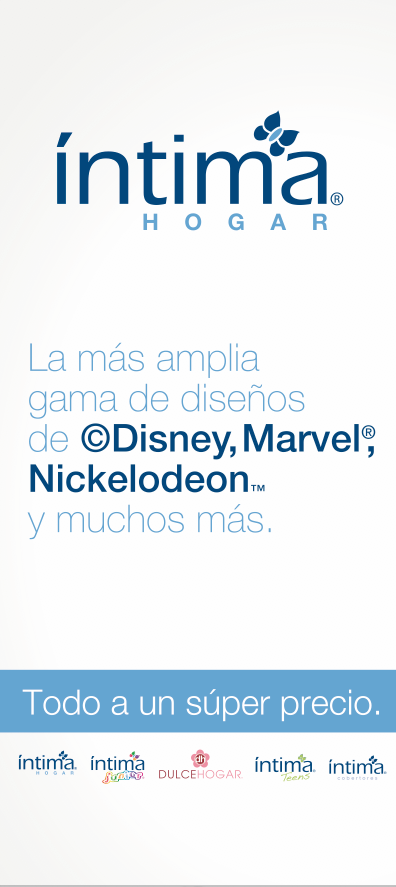 íntima®
HOGAR
La más amplia
gama de diseños
de ©Disney, Marvel®,
Nickelodeon™
y muchos más.
Todo a un súper precio.
íntima® HOGAR íntima® JUNIOR DULCEHOGAR íntima® Teens íntima® cobertores